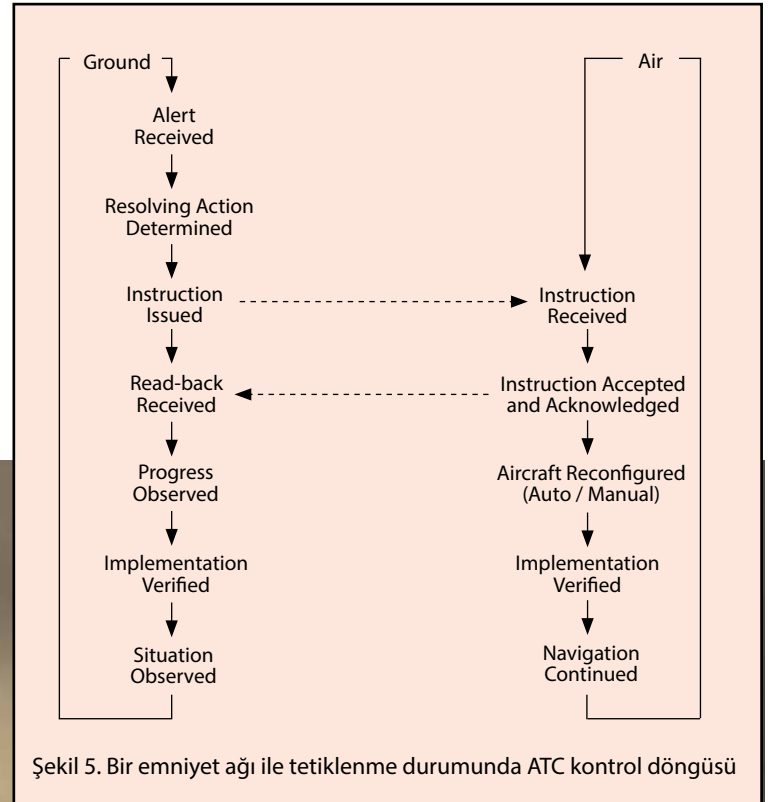 Ground
Alert
Received
Resolving Action
Determined
Instruction
Issued
Read-back
Received
Progress
Observed
Implementation
Verified
Situation
Observed
Air
Instruction
Received
Instruction Accepted
and Acknowledged
Aircraft Reconfigured
(Auto / Manual)
Implementation
Verified
Navigation
Continued
Şekil 5. Bir emniyet ağı ile tetiklenme durumunda ATC kontrol döngüsü